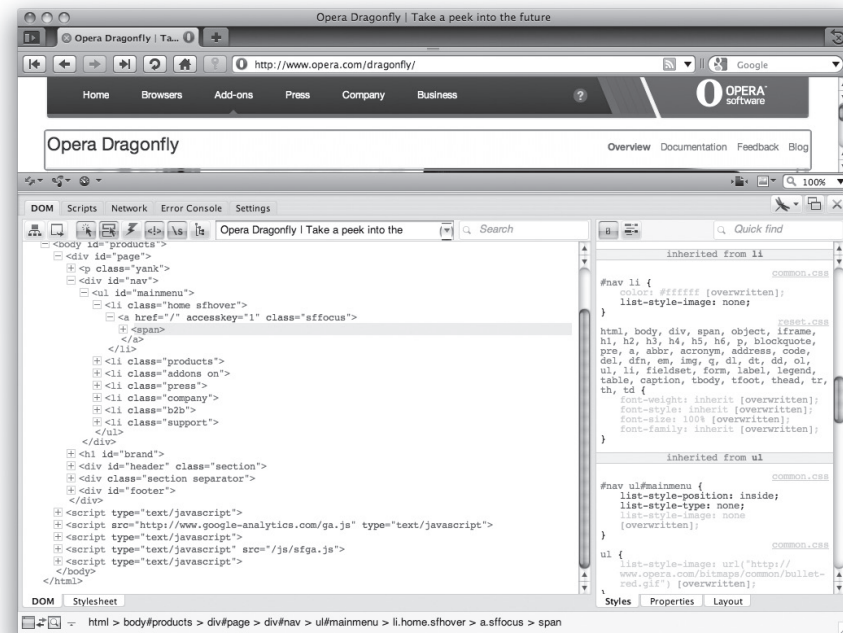 Opera Dragonfly | Take a peek into the future
Opera Dragonfly | Ta...
http://www.opera.com/dragonfly/
Google
Home Browsers Add-ons Press Company Business ?
OPERA software
Opera Dragonfly
Overview Documentation Feedback Blog
100%
DOM Scripts Network Error Console Settings
Opera Dragonfly | Take a peek into the
Search
Quick find
<body id="products">
<div id="page">
<p class="yank">
<div id="nav">
<ul id="mainmenu">
<li class="home sfhover">
<a href="/" accesskey="1" class="sffocus">
<span>
</a>
</li>
<li class="products">
<li class="addons on">
<li class="press">
<li class="company">
<li class="b2b">
<li class="support">
</ul>
</div>
<h1 id="brand">
<div id="header" class="section">
<div class="section separator">
<div id="footer">
</div>
<script type="text/javascript">
<script src="http://www.google-analytics.com/ga.js" type="text/javascript">
<script type="text/javascript">
<script type="text/javascript" src="/js/sfga.js">
<script type="text/javascript">
</body>
</html>
inherited from li
common.css
#nav li {
color: #ffffff [overwritten];
list-style-image: none;
}
reset.css
html, body, div, span, object, iframe,
h1, h2, h3, h4, h5, h6, p, blockquote,
pre, a, abbr, acronym, address, code,
del, dfn, em, img, q, dl, dt, dd, ol,
ul, li, fieldset, form, label, legend,
table, caption, tbody, tfoot, thead, tr,
th, td {
font-weight: inherit [overwritten];
font-style: inherit [overwritten];
font-size: 100% [overwritten];
font-family: inherit [overwritten];
}
inherited from ul
common.css
#nav ul#mainmenu {
list-style-position: inside;
list-style-type: none;
list-style-image: none
[overwritten];
}
common.css
ul {
list-style-image: url("http://
www.opera.com/bitmaps/common/bullet-
red.gif") [overwritten];
}
DOM Stylesheet
Styles Properties Layout
html > body#products > div#page > div#nav > ul#mainmenu > li.home.sfhover > a.sffocus > span